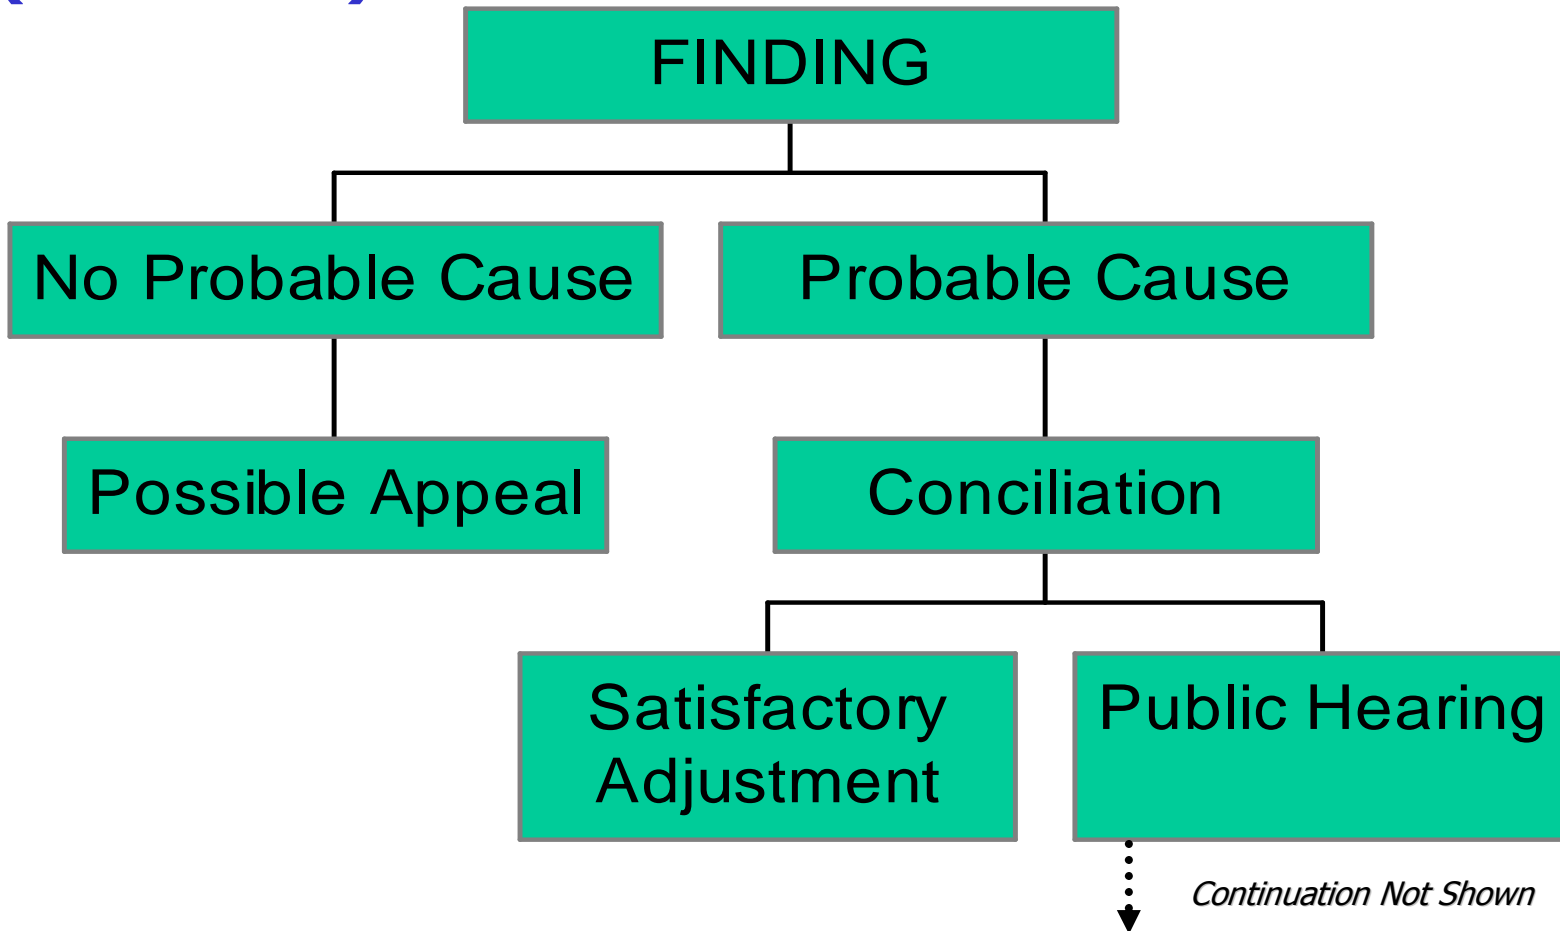 FINDING
No Probable Cause
Probable Cause
Possible Appeal
Conciliation
Satisfactory
Adjustment
Public Hearing
Continuation Not Shown